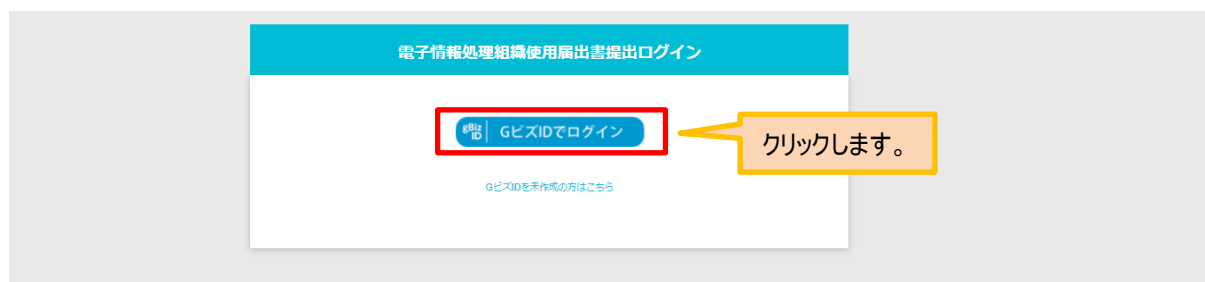 電子情報処理組織使用届出書提出ログイン
gBiz ID GビズIDでログイン
クリックします。
GビズIDを未作成の方はこちら